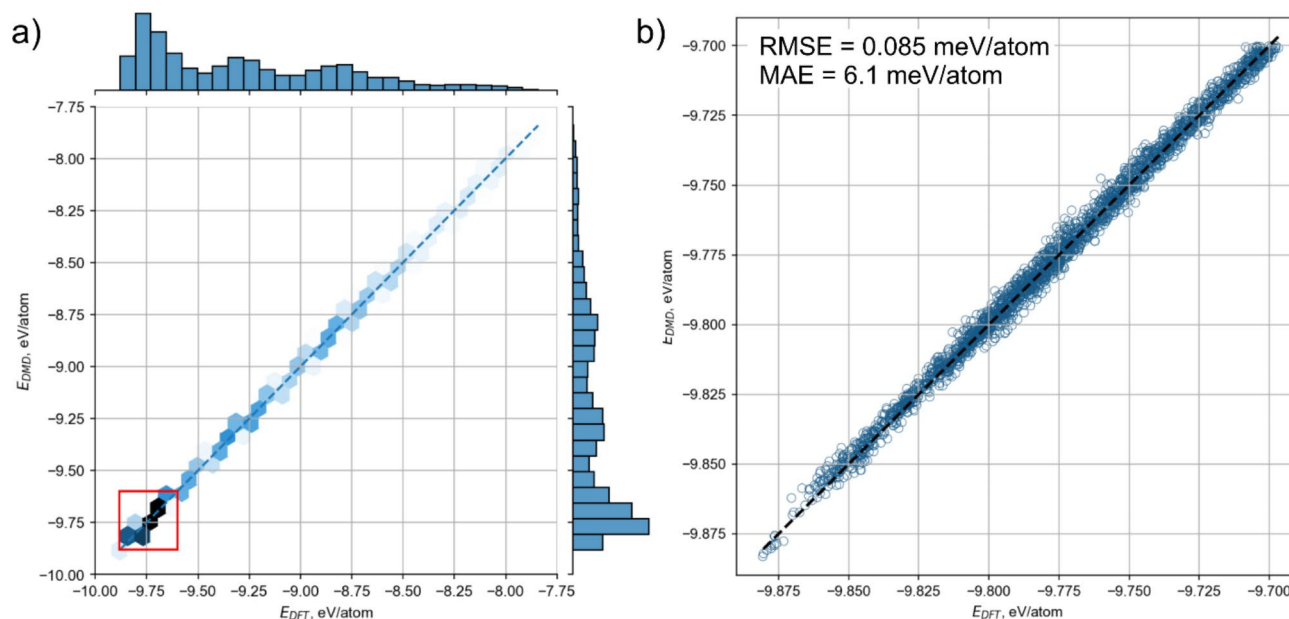 a)
−7.75
−8.00
−8.25
−8.50
−8.75
−9.00
−9.25
−9.50
−9.75
−10.00
E_DMD, eV/atom
−10.00 −9.75 −9.50 −9.25 −9.00 −8.75 −8.50 −8.25 −8.00 −7.75
E_DFT, eV/atom
b)
RMSE = 0.085 meV/atom
MAE = 6.1 meV/atom
−9.700
−9.725
−9.750
−9.775
−9.800
−9.825
−9.850
−9.875
E_DMD, eV/atom
−9.875 −9.850 −9.825 −9.800 −9.775 −9.750 −9.725 −9.700
E_DFT, eV/atom